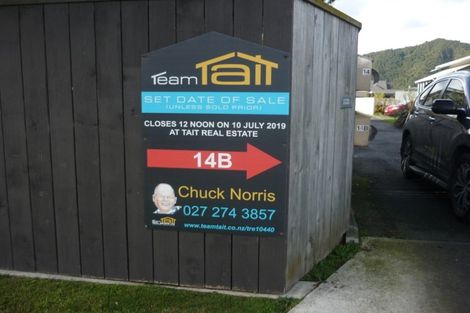 Team Tait
SET DATE OF SALE
(UNLESS SOLD PRIOR)
CLOSES 12 NOON ON 10 JULY 2019
AT TAIT REAL ESTATE
14B
Chuck Norris
027 274 3857
www.teamtait.co.nz/tre10440